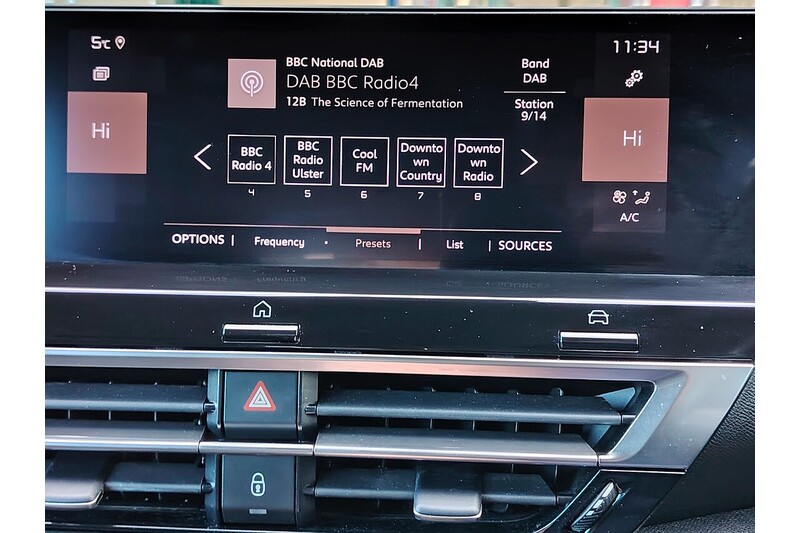 5℃
11:34
BBC National DAB
DAB BBC Radio4
12B The Science of Fermentation
Band
DAB
Station
9/14
Hi
Hi
BBC
Radio 4
BBC
Radio
Ulster
Cool
FM
Downto
wn
Country
Downto
wn
Radio
4
5
6
7
8
A/C
OPTIONS
Frequency
Presets
List
SOURCES